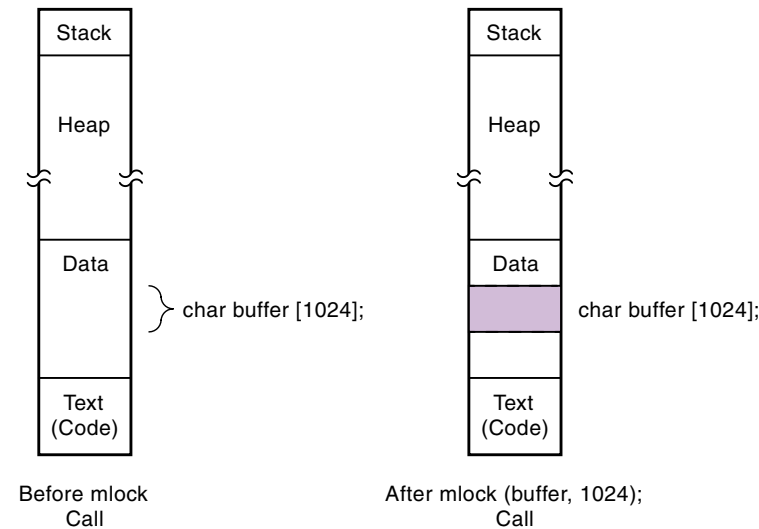 Stack
Heap
Data
char buffer [1024];
Text
(Code)
Before mlock
Call
Stack
Heap
Data
char buffer [1024];
Text
(Code)
After mlock (buffer, 1024);
Call